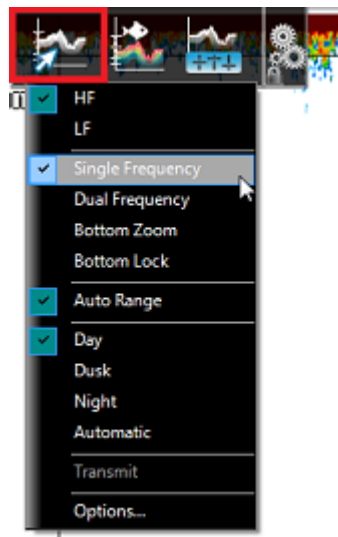 HF
LF
Single Frequency
Dual Frequency
Bottom Zoom
Bottom Lock
Auto Range
Day
Dusk
Night
Automatic
Transmit
Options...